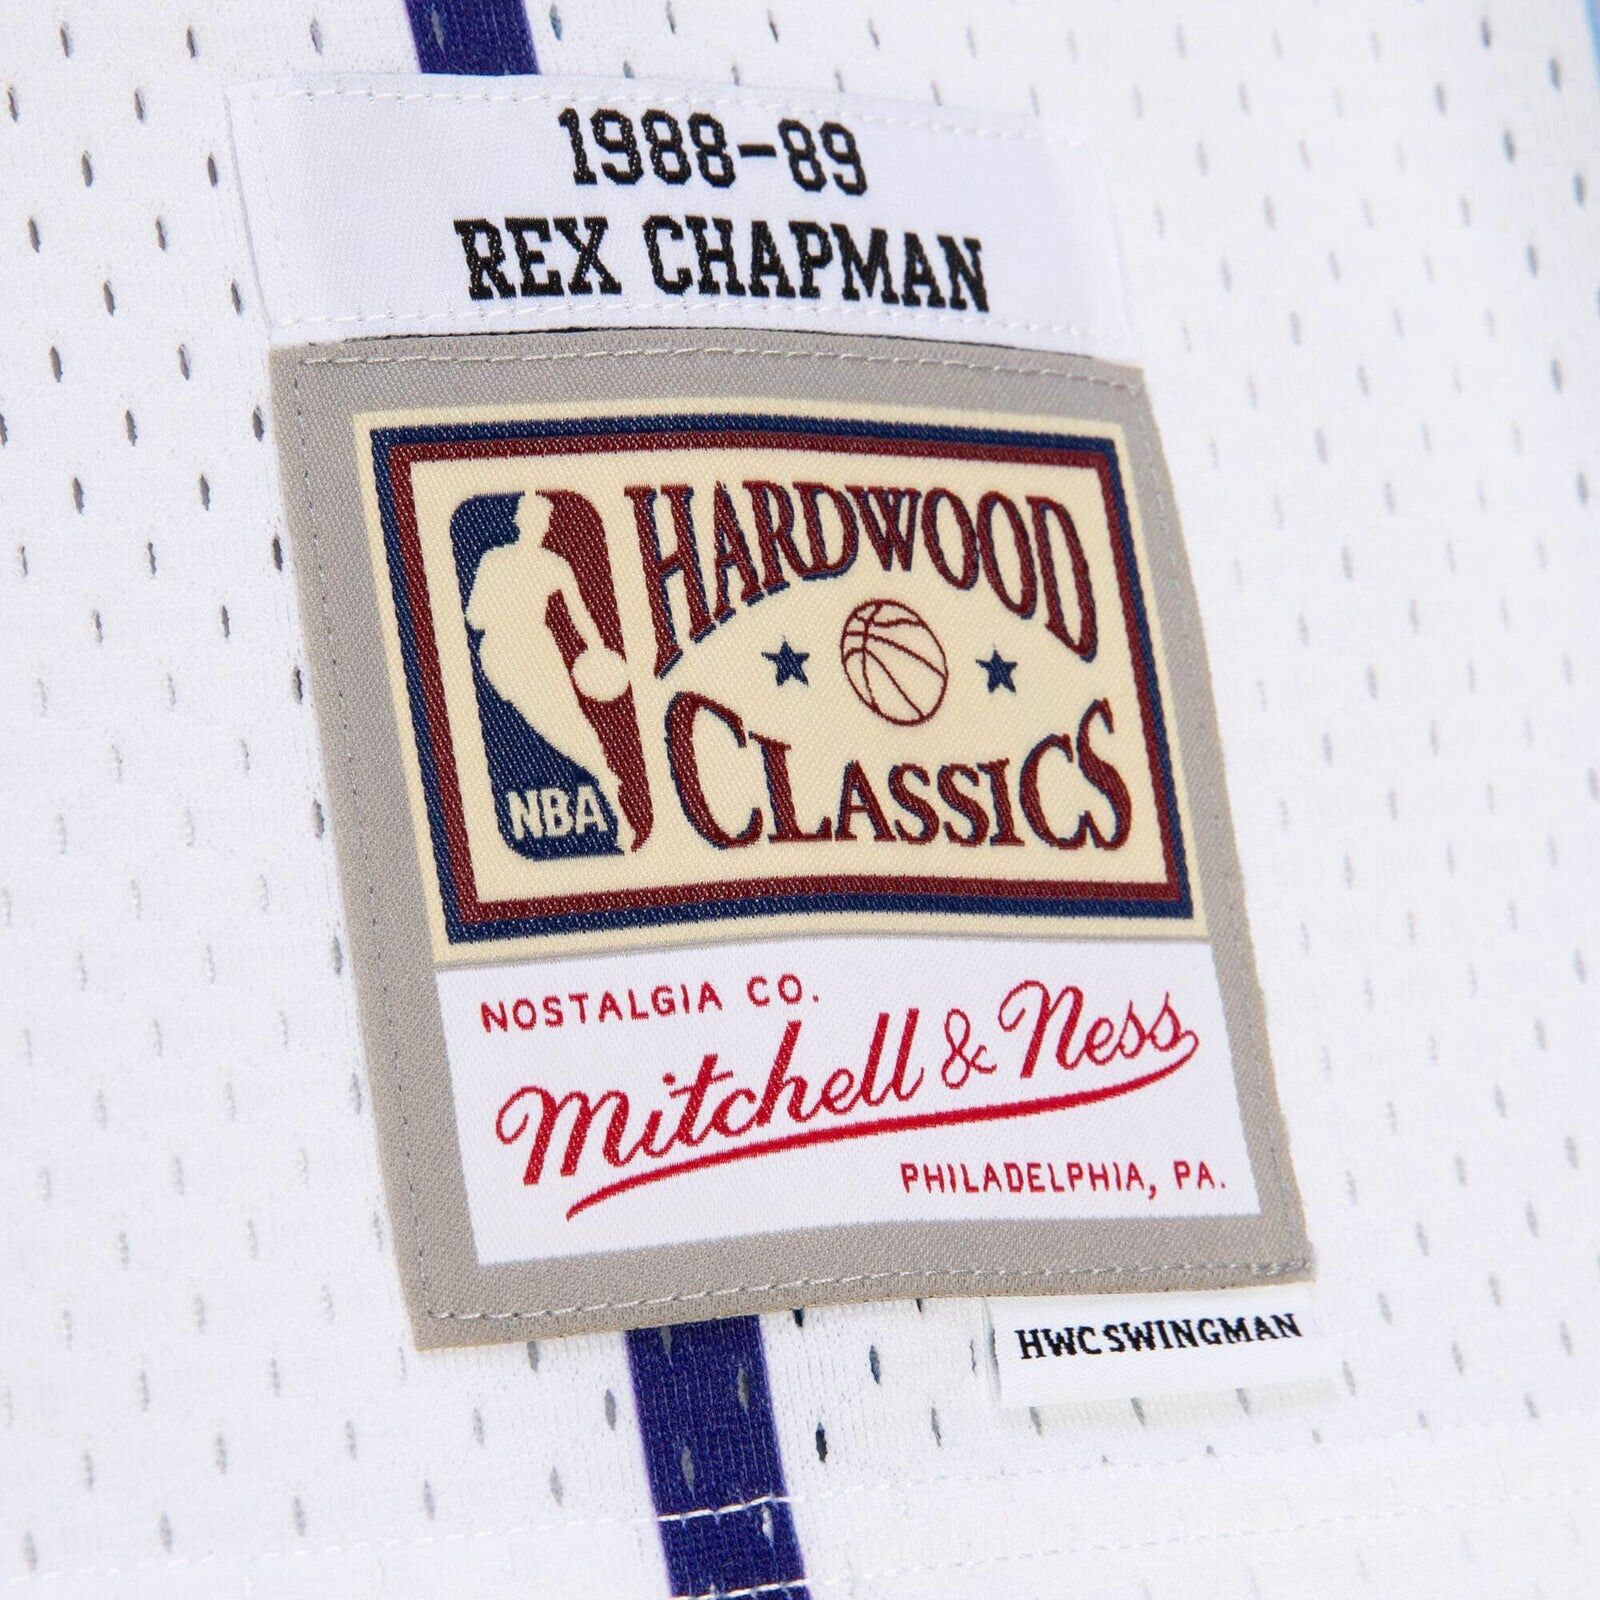 1988-89
REX CHAPMAN
HARDWOOD
CLASSICS
NBA
NOSTALGIA CO.
Mitchell & Ness
PHILADELPHIA, PA.
HWC SWINGMAN